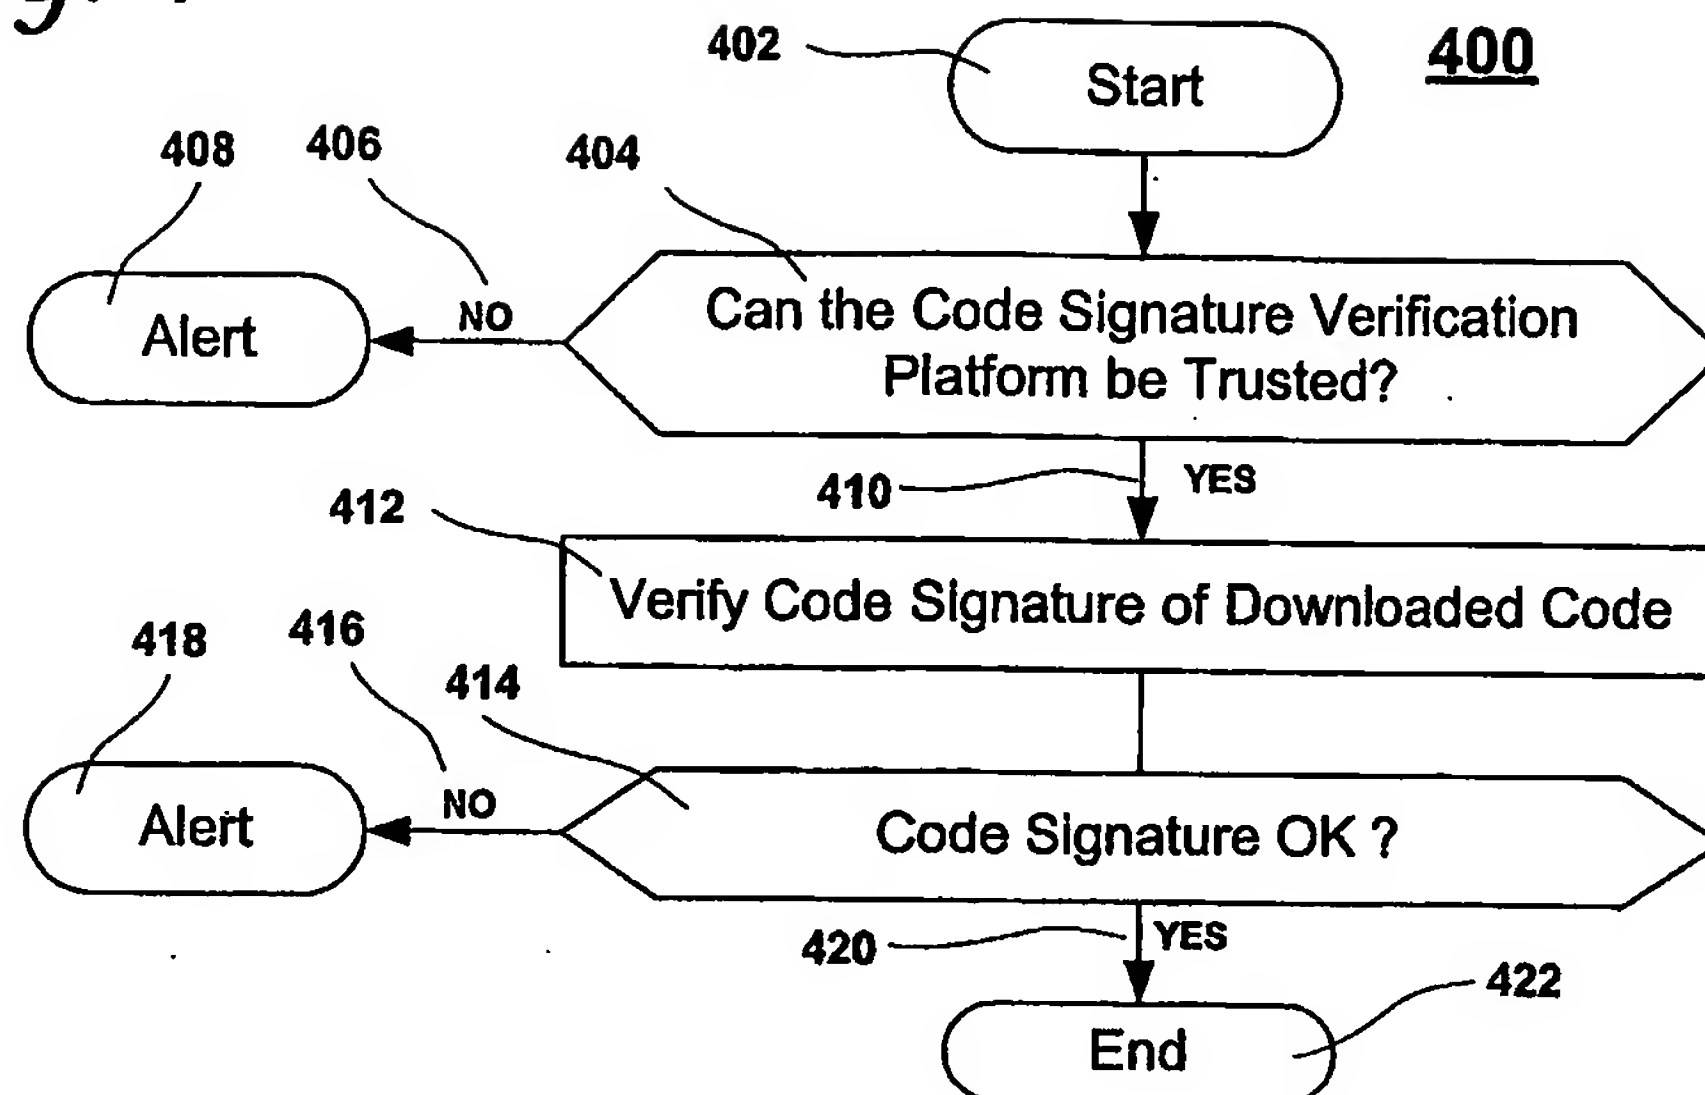 402
Start
400
408
406
404
Alert
NO
Can the Code Signature Verification
Platform be Trusted?
410
YES
412
Verify Code Signature of Downloaded Code
418
416
414
Alert
NO
Code Signature OK ?
420
YES
422
End